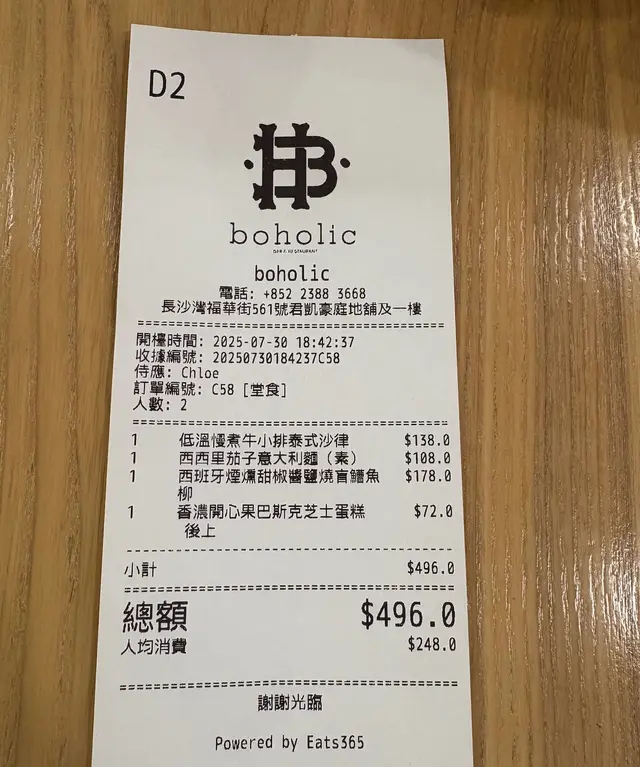 D2
HB
boholic
BAR & RESTAURANT
boholic
電話: +852 2388 3668
長沙灣福華街561號君凱豪庭地舖及一樓
開檯時間: 2025-07-30 18:42:37
收據編號: 20250730184237C58
侍應: Chloe
訂單編號: C58 [堂食]
人數: 2
1 低溫慢煮牛小排泰式沙律 $138.0
1 西西里茄子意大利麵（素） $108.0
1 西班牙煙燻甜椒醬鹽燒盲鰽魚 $178.0
柳
1 香濃開心果巴斯克芝士蛋糕 $72.0
後上
小計 $496.0
總額 $496.0
人均消費 $248.0
謝謝光臨
Powered by Eats365